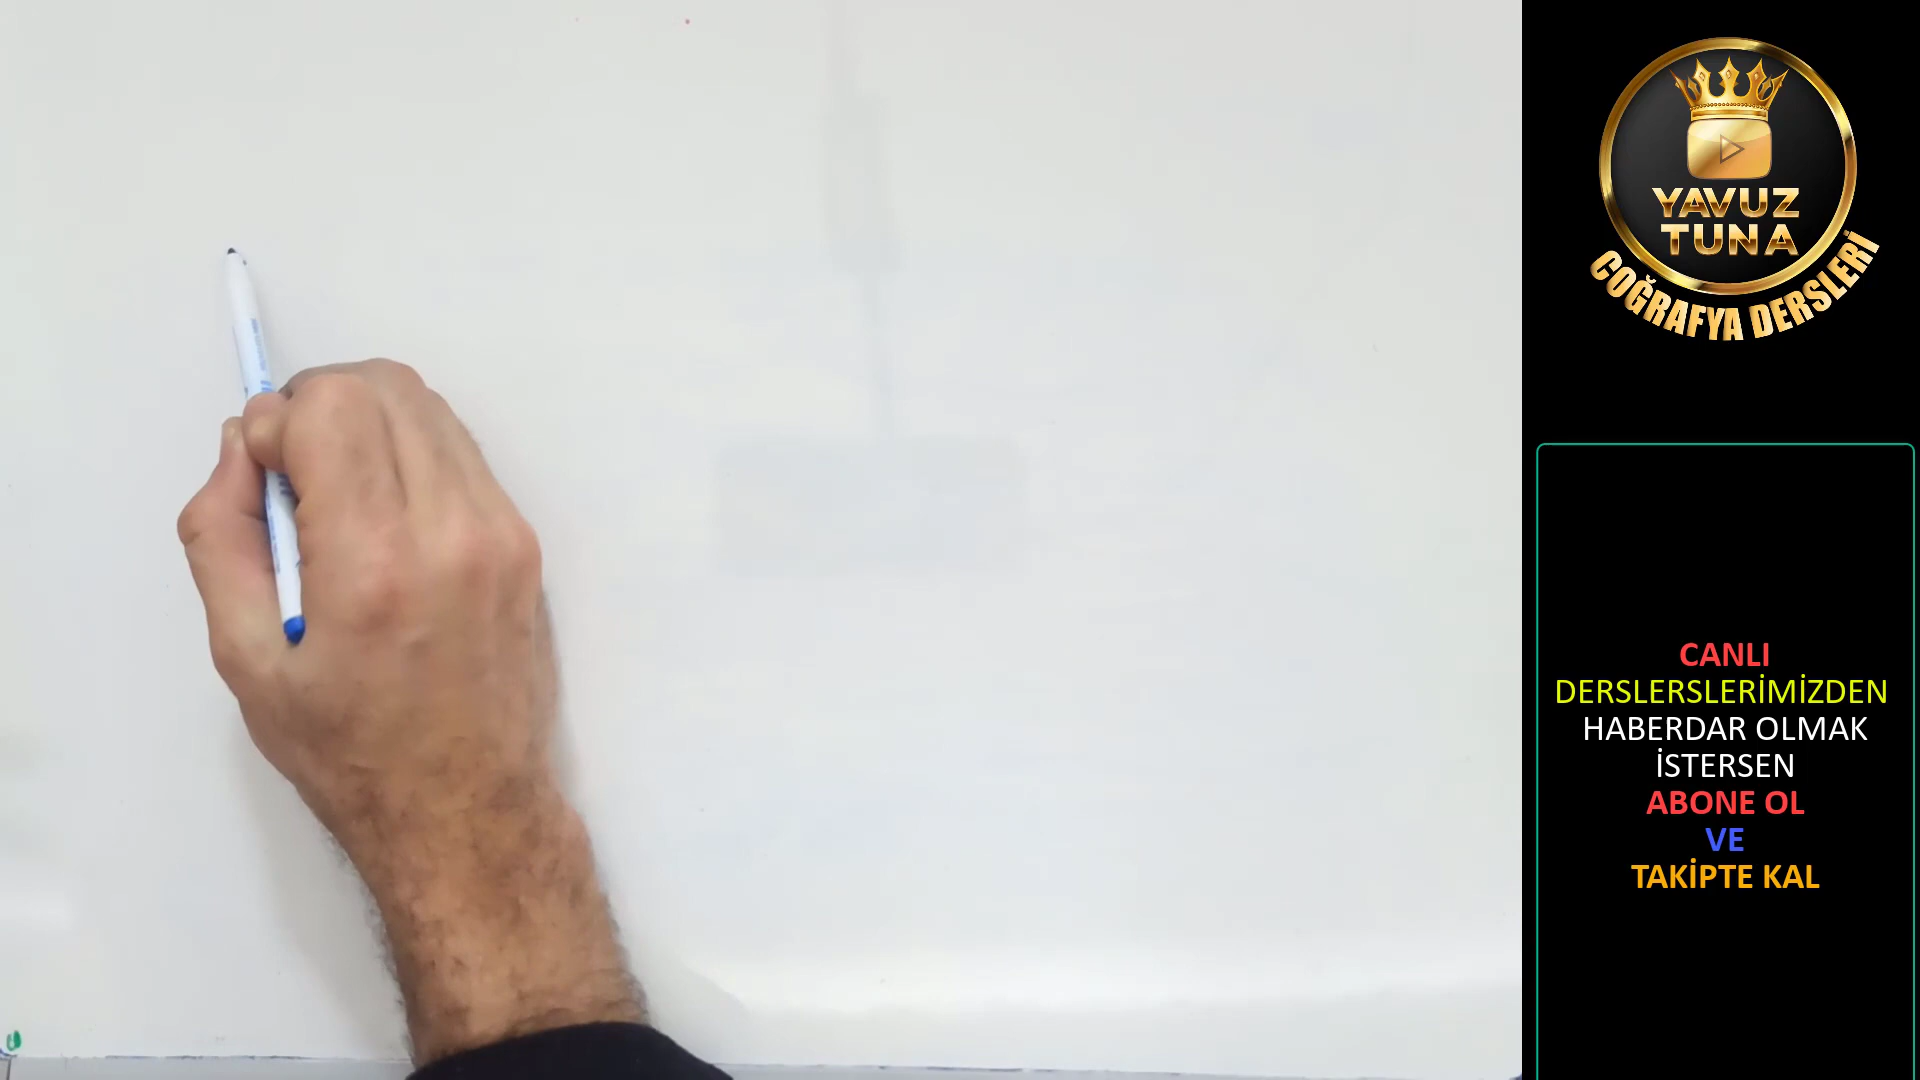 YAVUZ
TUNA
COĞRAFYA DERSLERİ
CANLI
DERSLERSLERİMİZDEN
HABERDAR OLMAK
İSTERSEN
ABONE OL
VE
TAKİPTE KAL